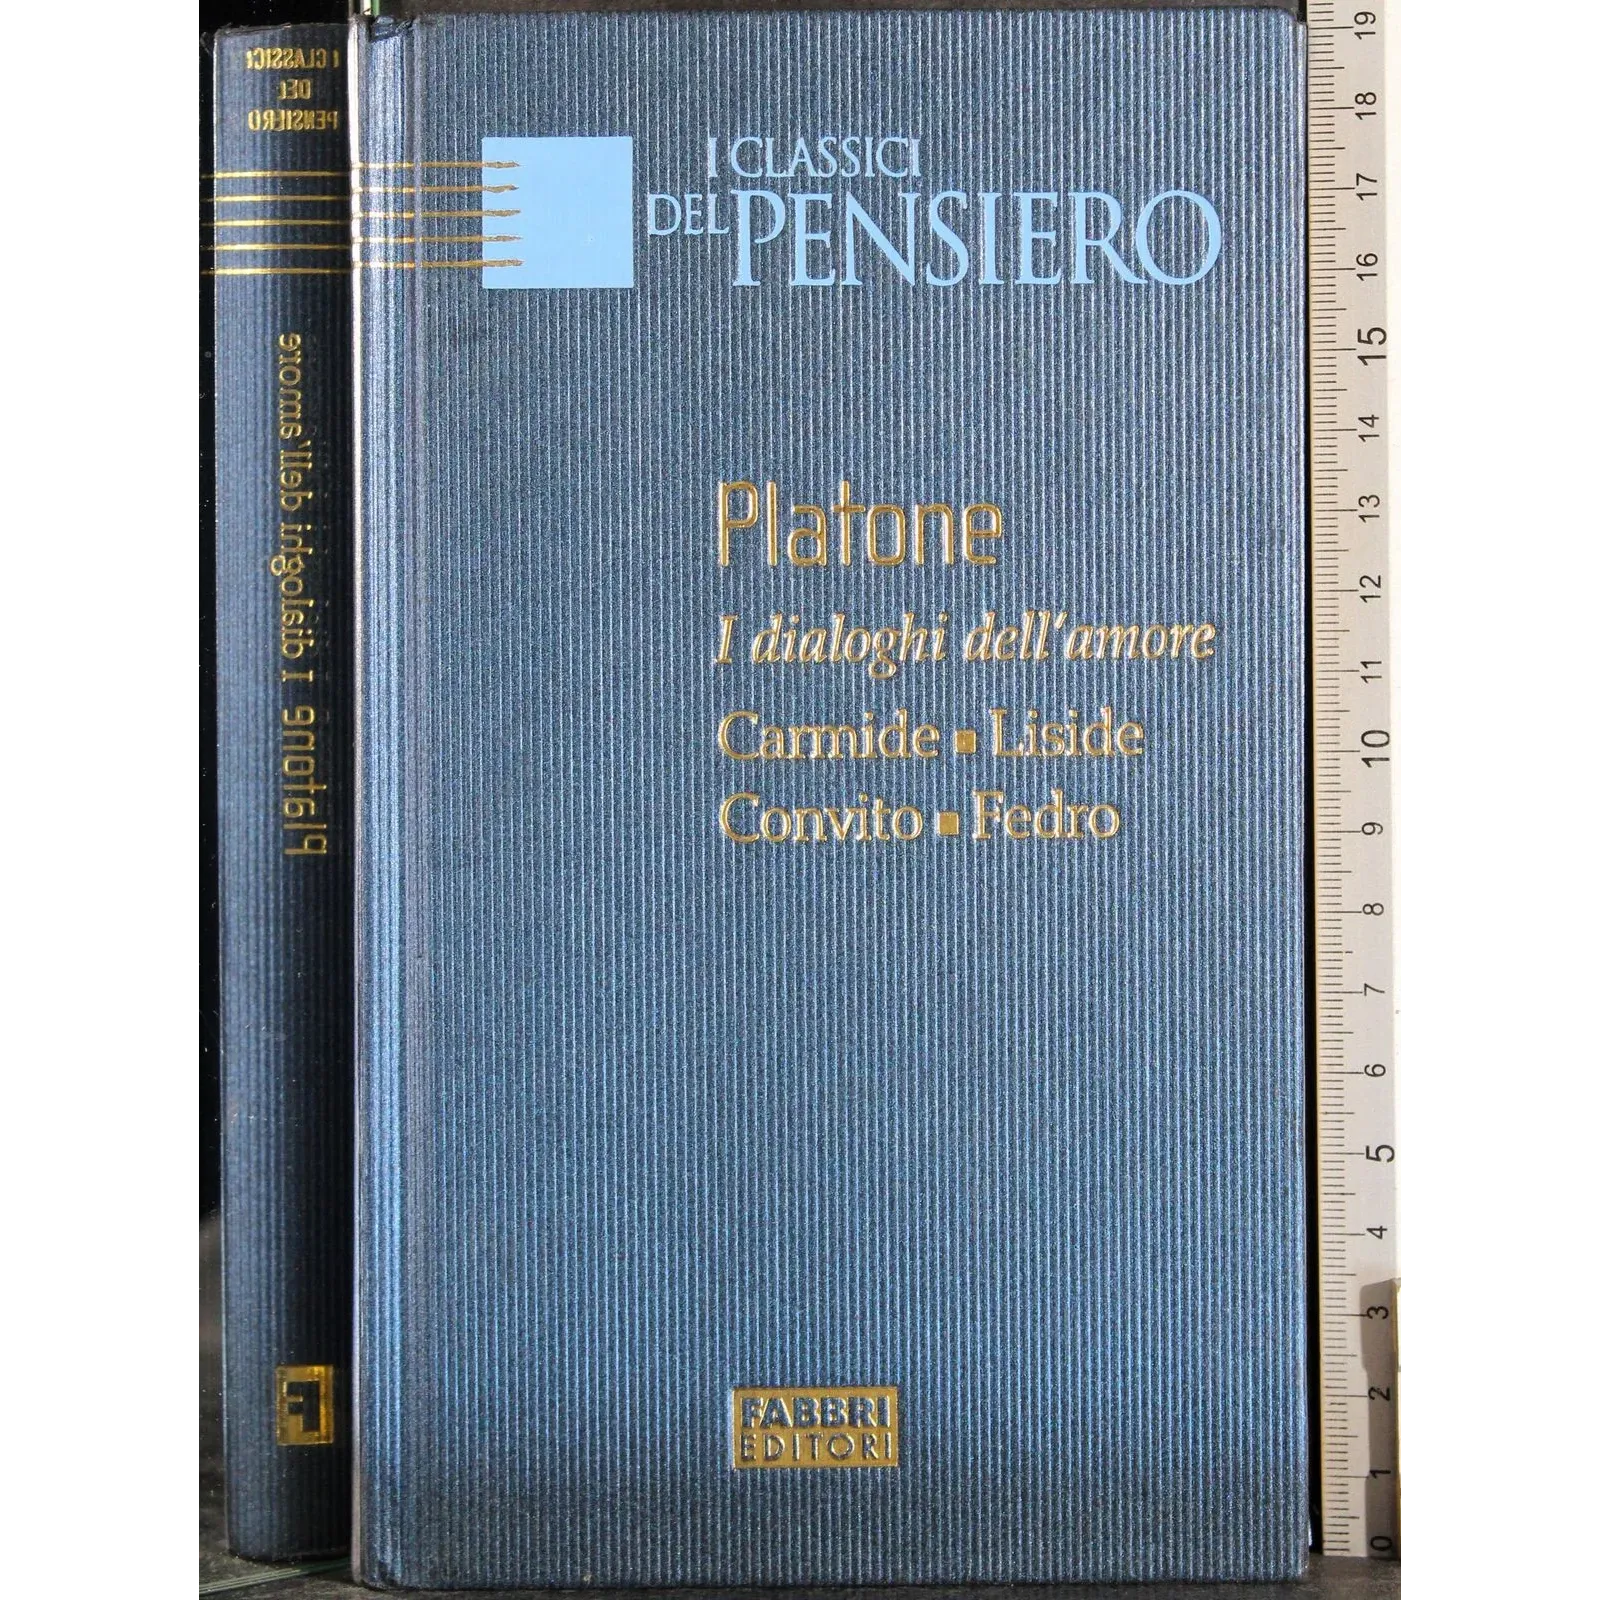 I CLASSICI
DEL PENSIERO
Platone
I dialoghi dell'amore
Carmide ■ Liside
Convito ■ Fedro
FABBRI
EDITORI
I CLASSICI
DEL
PENSIERO
Platone I dialoghi dell'amore
F
19
18
17
16
15
14
13
12
11
10
9
8
7
6
5
4
3
2
1
0